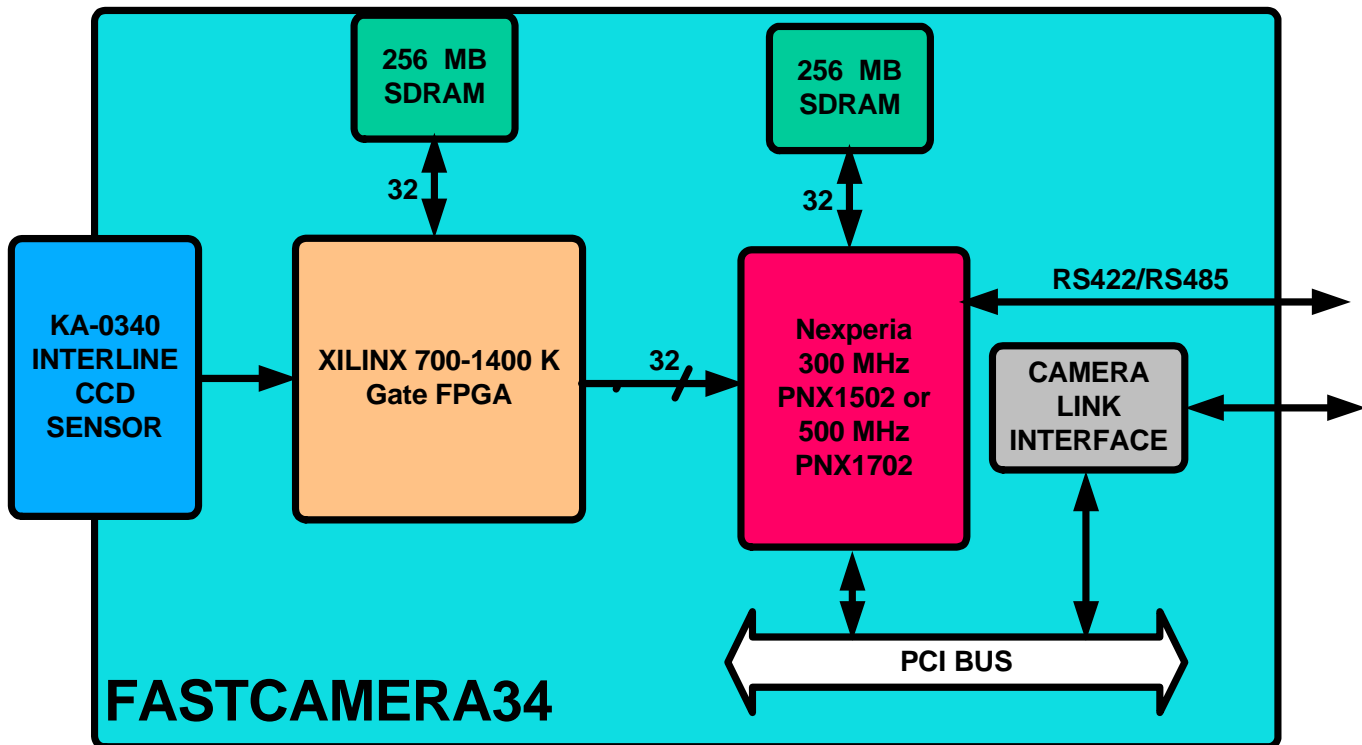 256 MB
SDRAM
256 MB
SDRAM
32
32
KA-0340
INTERLINE
CCD
SENSOR
XILINX 700-1400 K
Gate FPGA
32
Nexperia
300 MHz
PNX1502 or
500 MHz
PNX1702
RS422/RS485
CAMERA
LINK
INTERFACE
PCI BUS
FASTCAMERA34